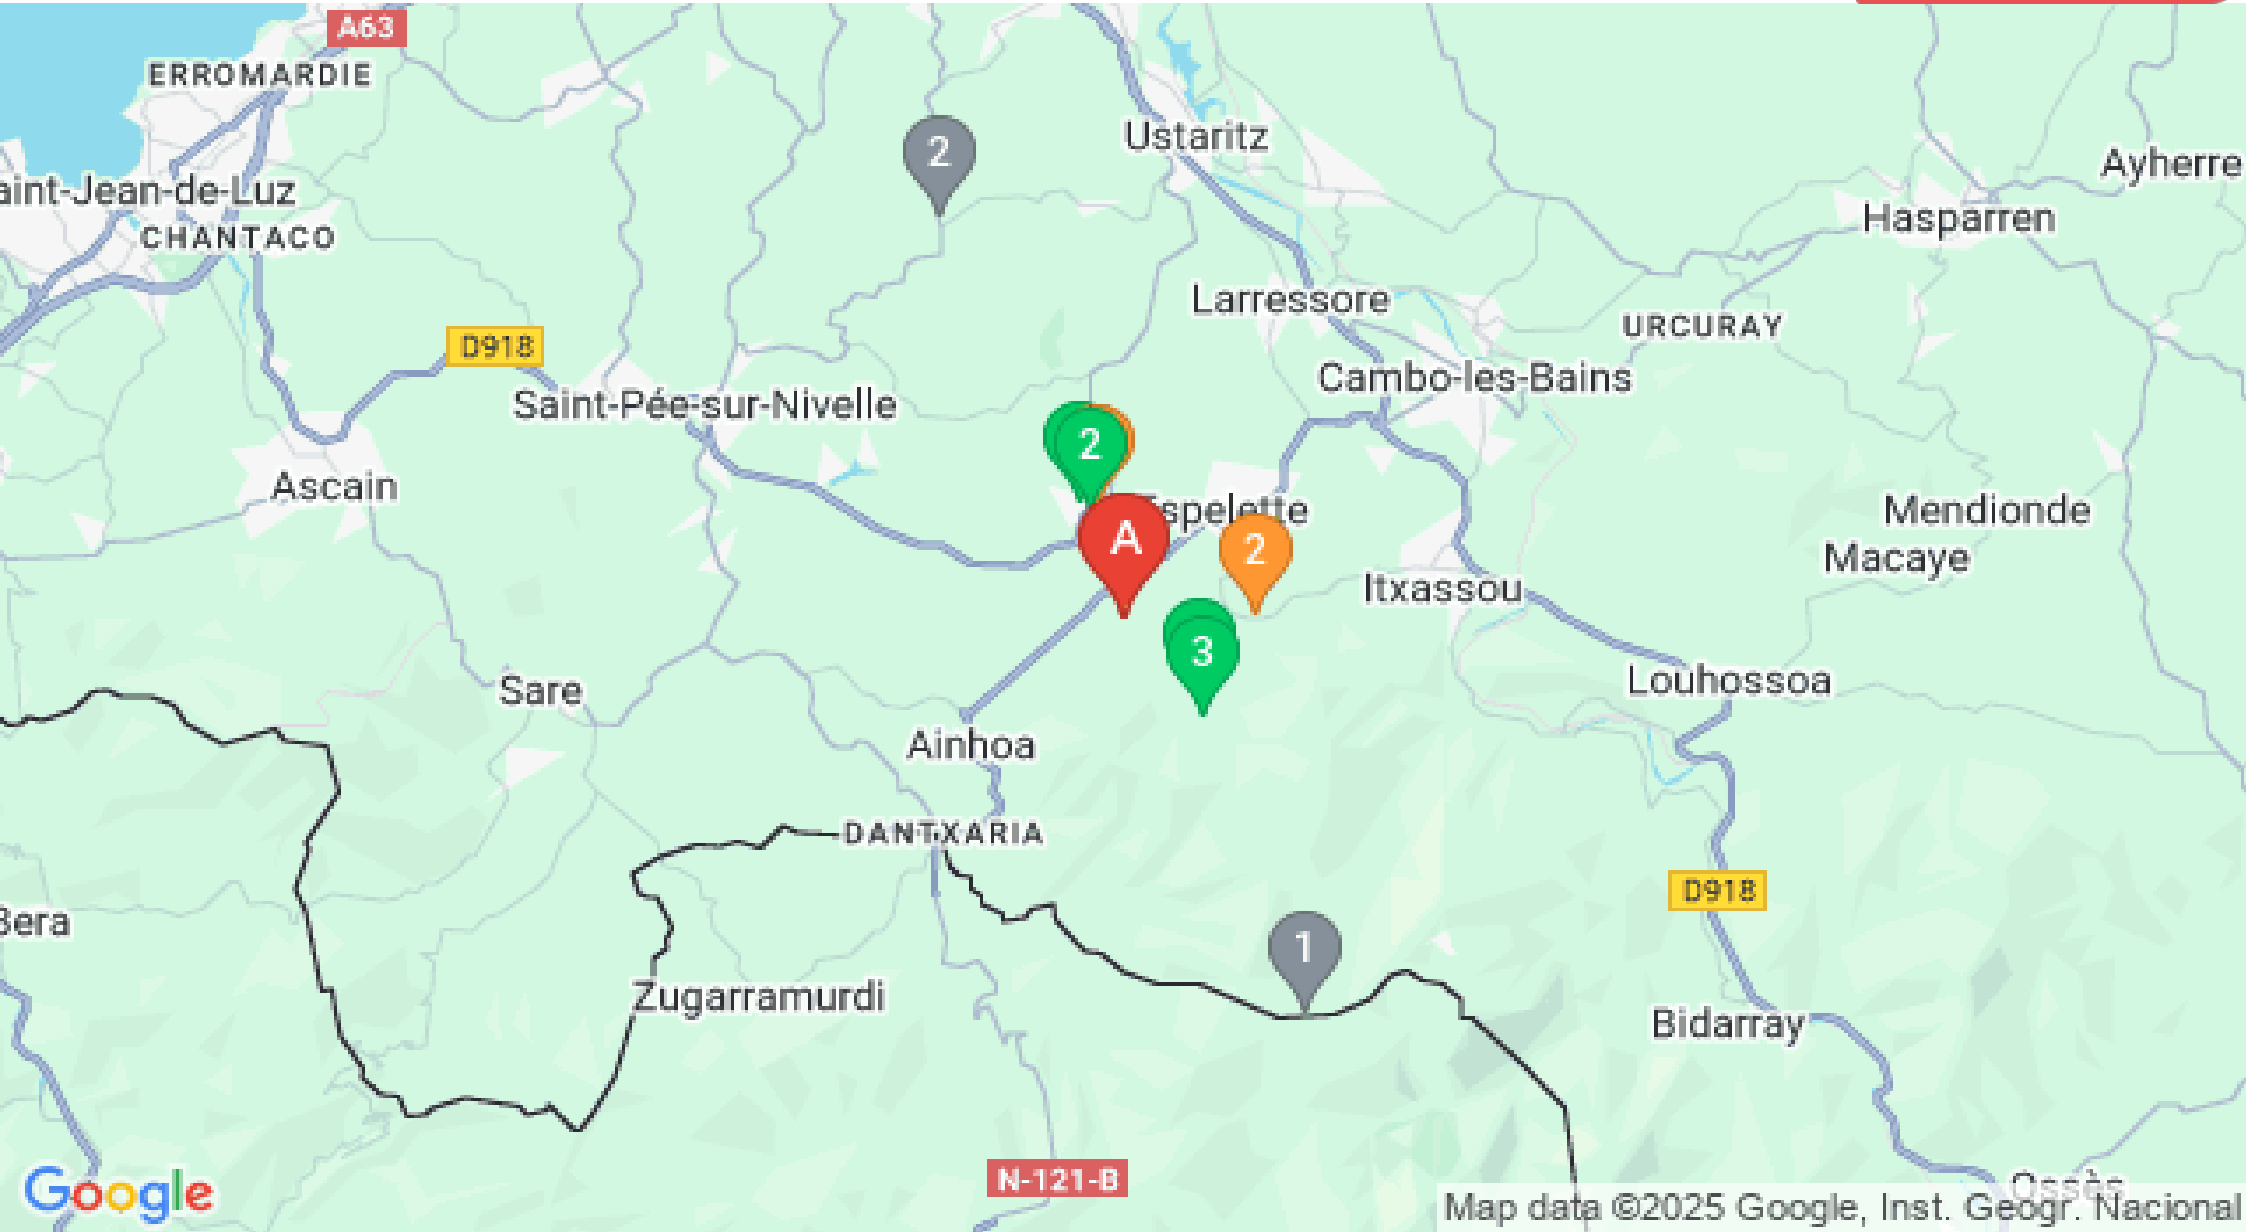 A63
ERROMARDIE
2
Ustaritz
Ayherre
aint-Jean-de-Luz
Hasparren
CHANTACO
Larressore
URCURAY
D918
Cambo-les-Bains
Saint-Pée-sur-Nivelle
2
Ascain
Espelette
Mendionde
A
2
Macaye
Itxassou
3
Sare
Louhossoa
Ainhoa
DANTXARIA
D918
Bera
1
Zugarramurdi
Bidarray
N-121-B
Ossès
Google
Map data ©2025 Google, Inst. Geogr. Nacional